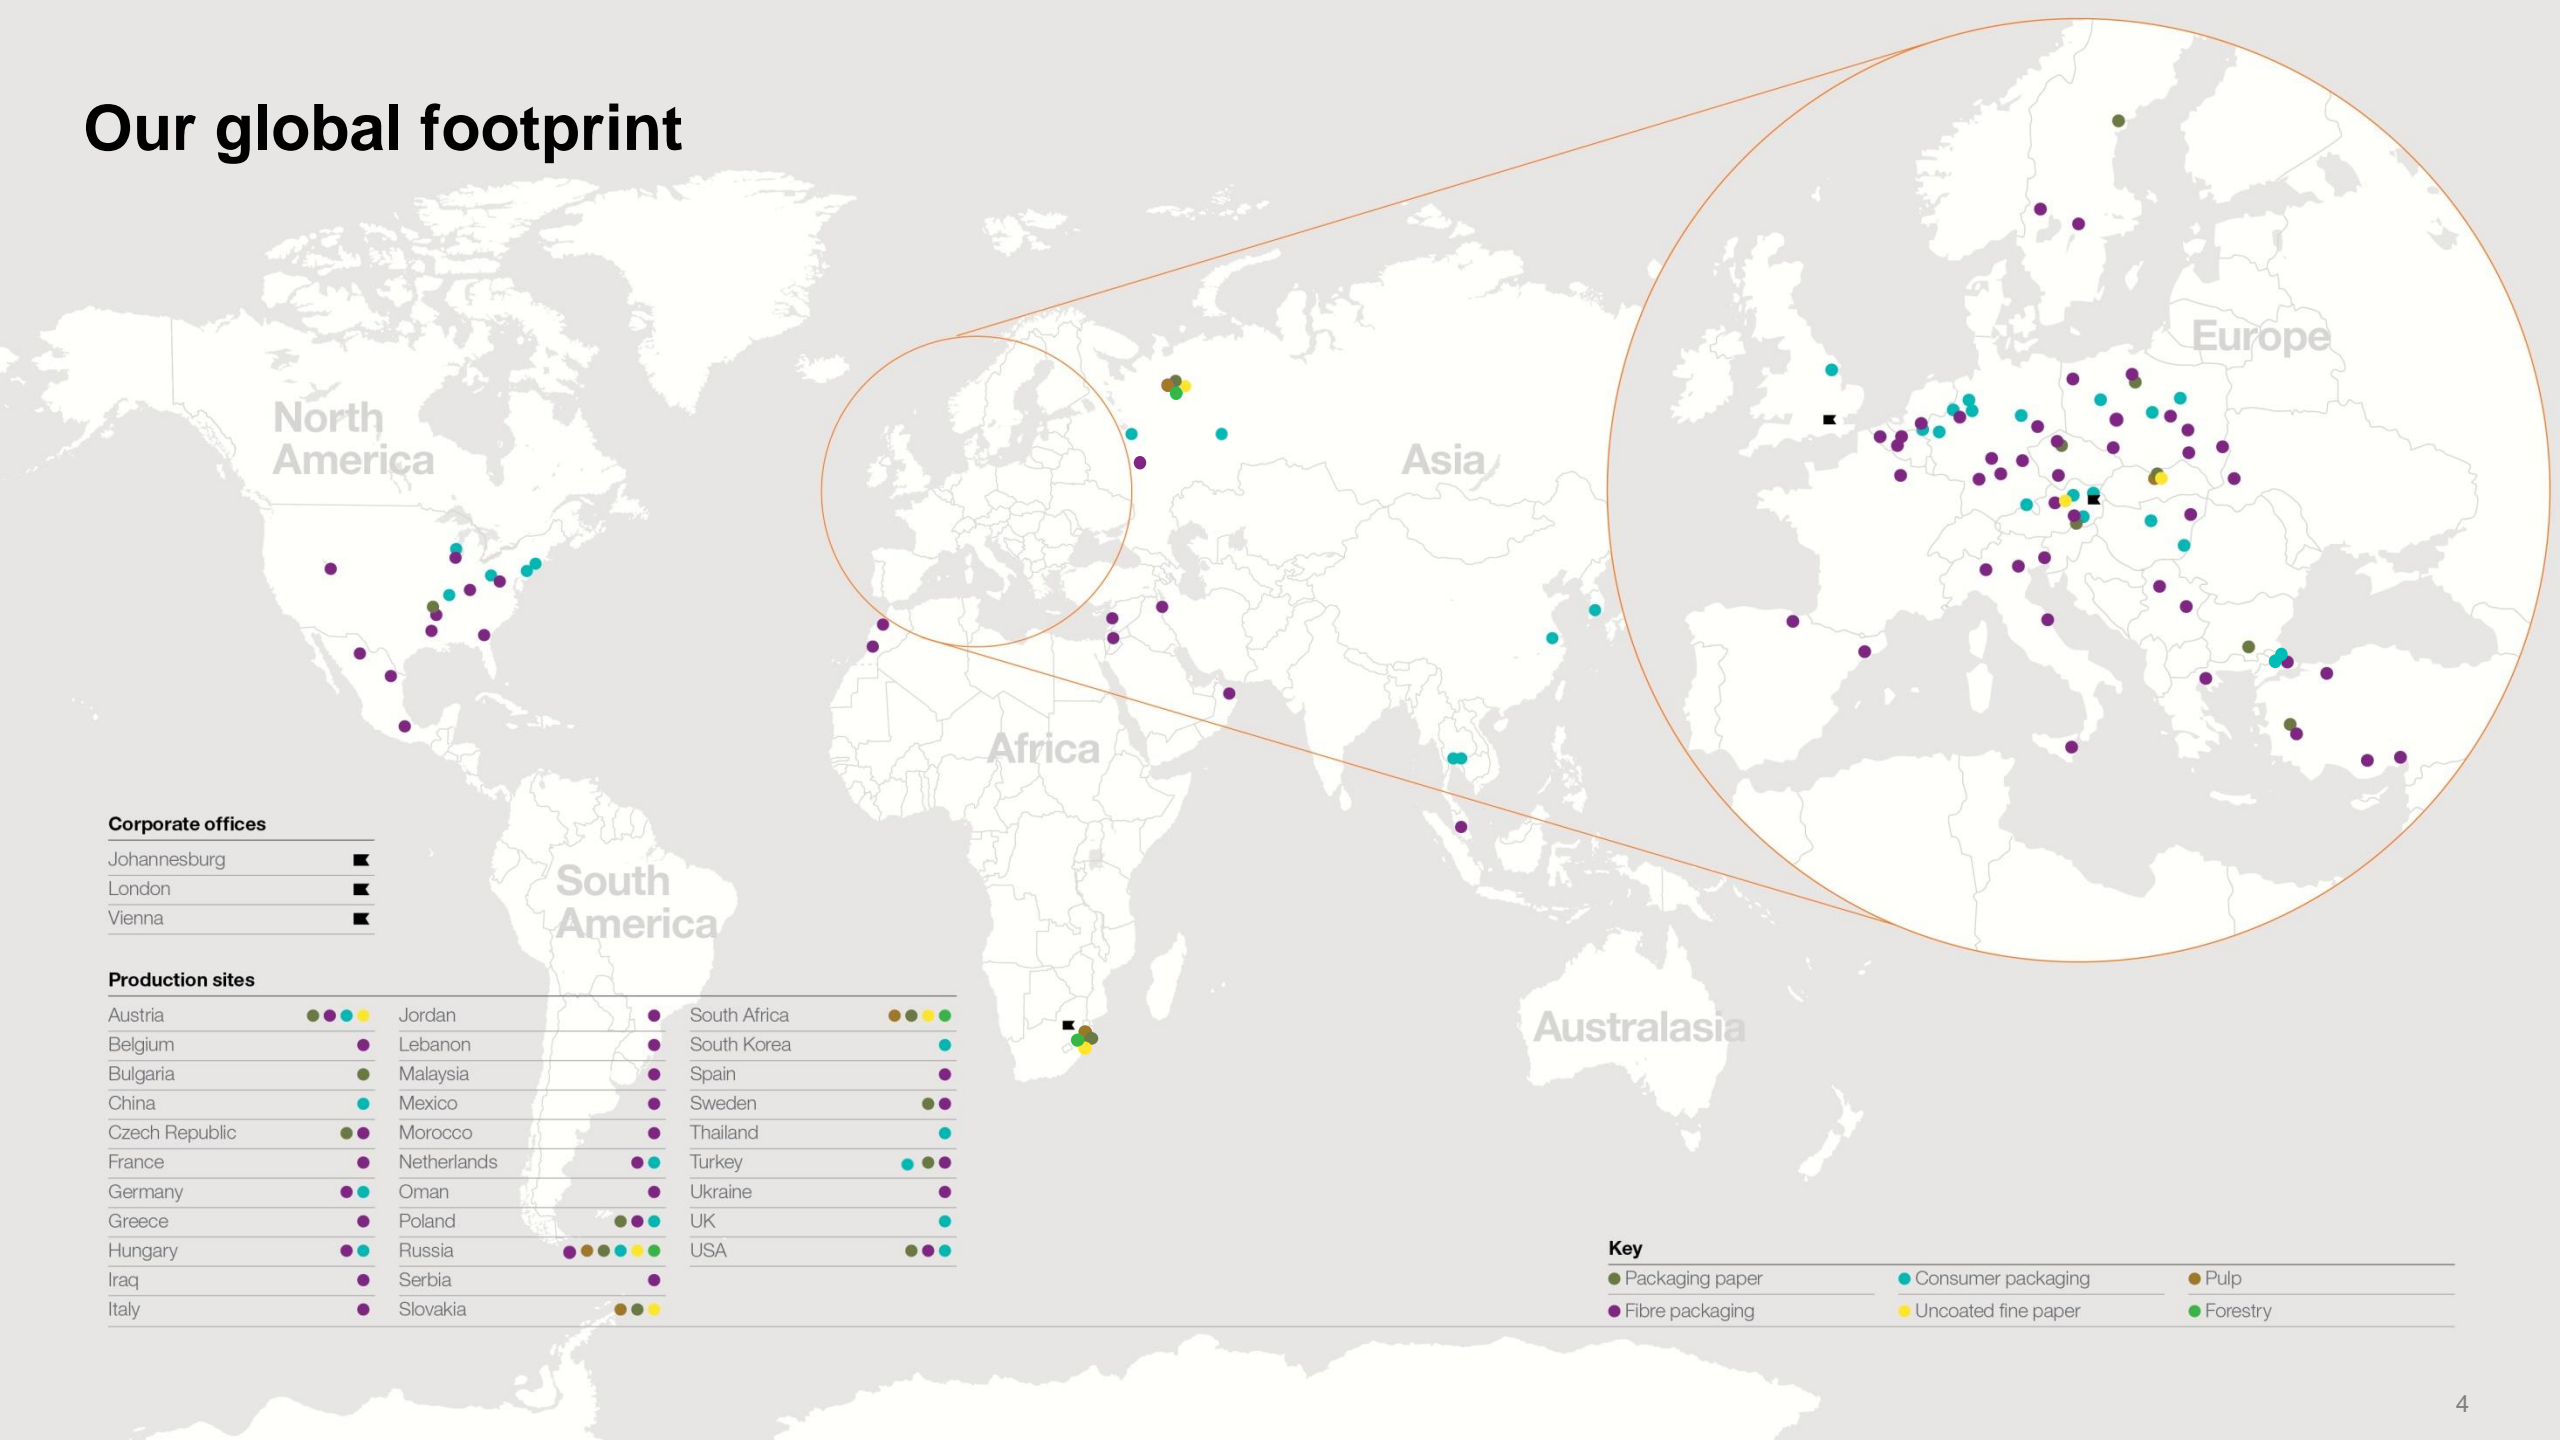 Our global footprint
North
America
South
America
Africa
Asia
Europe
Australasia
Corporate offices
Johannesburg
London
Vienna
Production sites
Austria
Belgium
Bulgaria
China
Czech Republic
France
Germany
Greece
Hungary
Iraq
Italy
Jordan
Lebanon
Malaysia
Mexico
Morocco
Netherlands
Oman
Poland
Russia
Serbia
Slovakia
South Africa
South Korea
Spain
Sweden
Thailand
Turkey
Ukraine
UK
USA
Key
Packaging paper
Consumer packaging
Pulp
Fibre packaging
Uncoated fine paper
Forestry
4